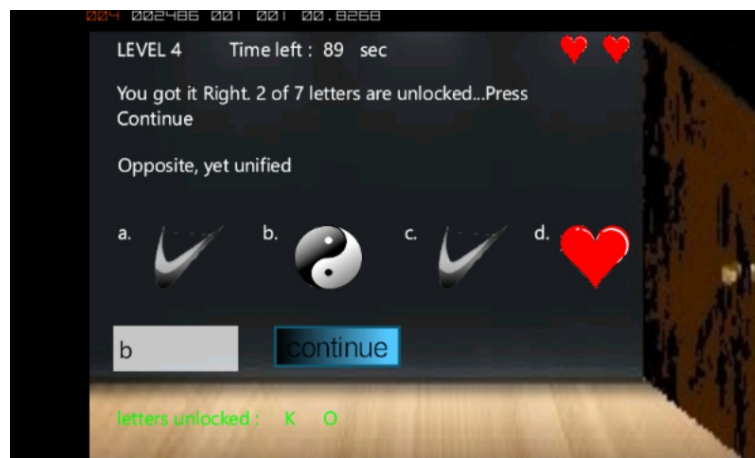 004 002486 001 001 00.8268
LEVEL 4 Time left : 89 sec
You got it Right. 2 of 7 letters are unlocked...Press
Continue
Opposite, yet unified
a. b. c. d.
b continue
letters unlocked : K O